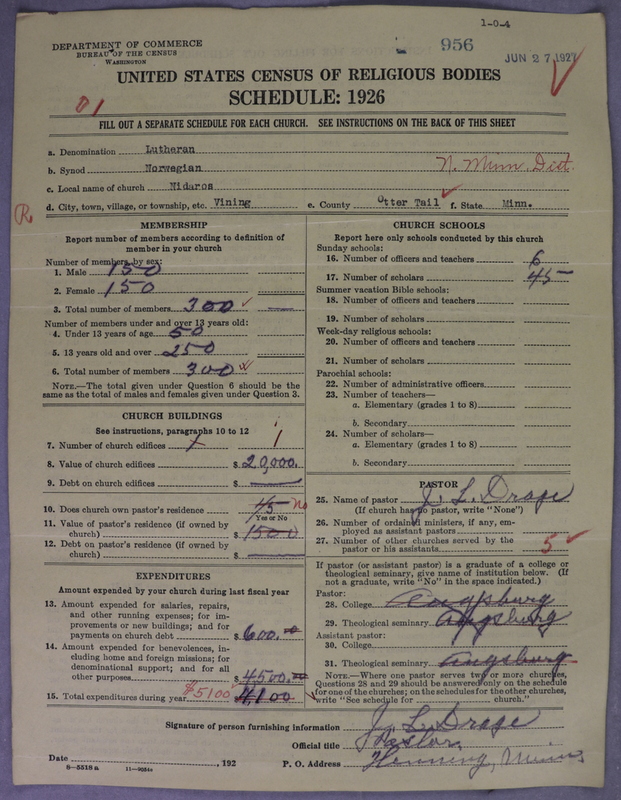 1-0-4
DEPARTMENT OF COMMERCE
BUREAU OF THE CENSUS
WASHINGTON
956
JUN 27 1927
UNITED STATES CENSUS OF RELIGIOUS BODIES
SCHEDULE: 1926
01
FILL OUT A SEPARATE SCHEDULE FOR EACH CHURCH. SEE INSTRUCTIONS ON THE BACK OF THIS SHEET
a. Denomination Lutheran
b. Synod Norwegian N. Minn. Dist
c. Local name of church Nidaros
d. City, town, village, or township, etc. Vining e. County Otter Tail f. State Minn.
R
MEMBERSHIP
Report number of members according to definition of
member in your church
Number of members by sex:
1. Male 150
2. Female 150
3. Total number of members 300
Number of members under and over 13 years old:
4. Under 13 years of age 50
5. 13 years old and over 250
6. Total number of members 300
NOTE.—The total given under Question 6 should be the
same as the total of males and females given under Question 3.
CHURCH BUILDINGS
See instructions, paragraphs 10 to 12
7. Number of church edifices 1
8. Value of church edifices $ 20,000.
9. Debt on church edifices $
10. Does church own pastor's residence No
Yes or No
11. Value of pastor's residence (if owned by
church) $ 1500
12. Debt on pastor's residence (if owned by
church) $
EXPENDITURES
Amount expended by your church during last fiscal year
13. Amount expended for salaries, repairs,
and other running expenses; for im-
provements or new buildings; and for
payments on church debt $ 600.00
14. Amount expended for benevolences, in-
cluding home and foreign missions; for
denominational support; and for all
other purposes $ 4500.00
15. Total expenditures during year $5100 4100
CHURCH SCHOOLS
Report here only schools conducted by this church
Sunday schools:
16. Number of officers and teachers 6
17. Number of scholars 45
Summer vacation Bible schools:
18. Number of officers and teachers
19. Number of scholars
Week-day religious schools:
20. Number of officers and teachers
21. Number of scholars
Parochial schools:
22. Number of administrative officers
23. Number of teachers—
a. Elementary (grades 1 to 8)
b. Secondary
24. Number of scholars—
a. Elementary (grades 1 to 8)
b. Secondary
PASTOR
25. Name of pastor J. L. Drape
(If church has no pastor, write "None")
26. Number of ordained ministers, if any, em-
ployed as assistant pastors
27. Number of other churches served by the
pastor or his assistants 5
If pastor (or assistant pastor) is a graduate of a college or
theological seminary, give name of institution below. (If
not a graduate, write "No" in the space indicated.)
Pastor:
28. College Augsburg
29. Theological seminary Augsburg
Assistant pastor:
30. College
31. Theological seminary Augsburg
NOTE.—Where one pastor serves two or more churches,
Questions 28 and 29 should be answered only on the schedule
for one of the churches; on the schedules for the other churches,
write "See schedule for church."
Signature of person furnishing information J. L. Drape
Official title Pastor
Date , 192 P. O. Address Henning, Minn.
8—5518 a